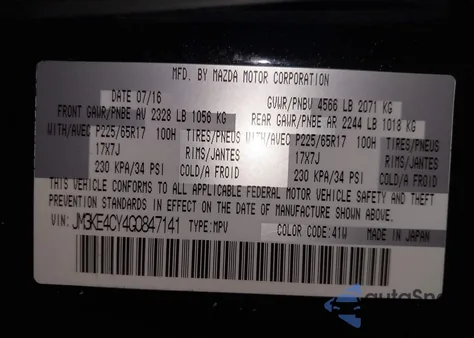 MFD. BY MAZDA MOTOR CORPORATION
DATE 07/16 GVWR/PNBV 4566 LB 2071 KG
FRONT GAWR/PNBE AV 2328 LB 1056 KG REAR GAWR/PNBE AR 2244 LB 1018 KG
WITH/AVEC P225/65R17 100H TIRES/PNEUS WITH/AVEC P225/65R17 100H TIRES/PNEUS
17X7J RIMS/JANTES 17X7J RIMS/JANTES
230 KPA/34 PSI COLD/A FROID 230 KPA/34 PSI COLD/A FROID
THIS VEHICLE CONFORMS TO ALL APPLICABLE FEDERAL MOTOR VEHICLE SAFETY AND THEFT
PREVENTION STANDARDS IN EFFECT ON THE DATE OF MANUFACTURE SHOWN ABOVE.
VIN: JM3KE4CY4G0847141 TYPE:MPV COLOR CODE:41W MADE IN JAPAN